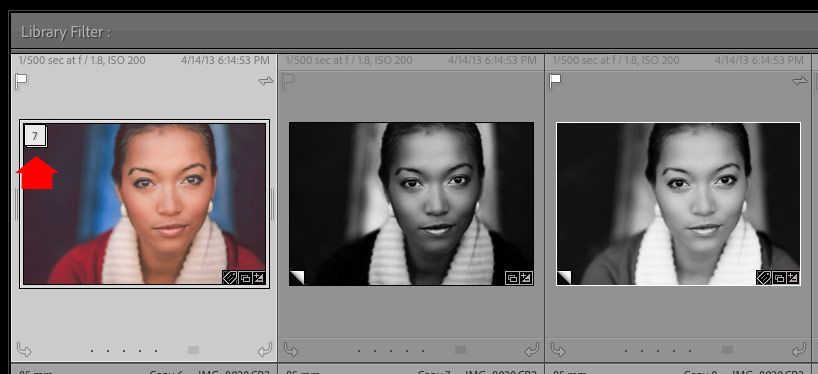 Library Filter :
1/500 sec at f / 1.8, ISO 200 4/14/13 6:14:53 PM
1/500 sec at f / 1.8, ISO 200 4/14/13 6:14:53 PM
1/500 sec at f / 1.8, ISO 200 4/14/13 6:14:53 PM
7